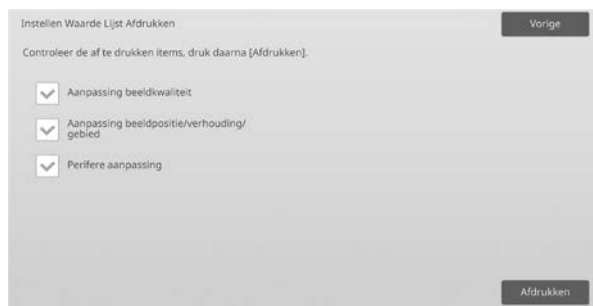 Instellen Waarde Lijst Afdrukken
Vorige
Controleer de af te drukken items, druk daarna [Afdrukken].
Aanpassing beeldkwaliteit
Aanpassing beeldpositie/verhouding/
gebied
Perifere aanpassing
Afdrukken